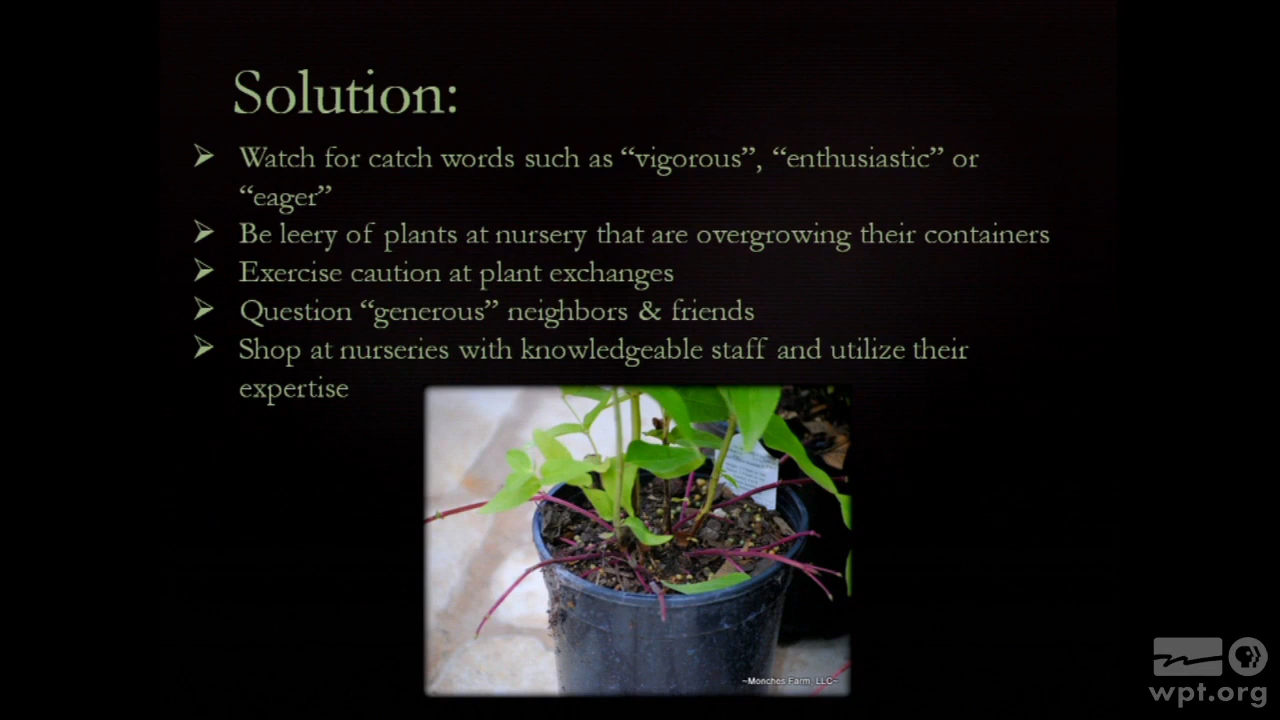 Solution:
Watch for catch words such as “vigorous”, “enthusiastic” or
“eager”
Be leery of plants at nursery that are overgrowing their containers
Exercise caution at plant exchanges
Question “generous” neighbors & friends
Shop at nurseries with knowledgeable staff and utilize their
expertise
~Monches Farm, LLC~
wpt.org